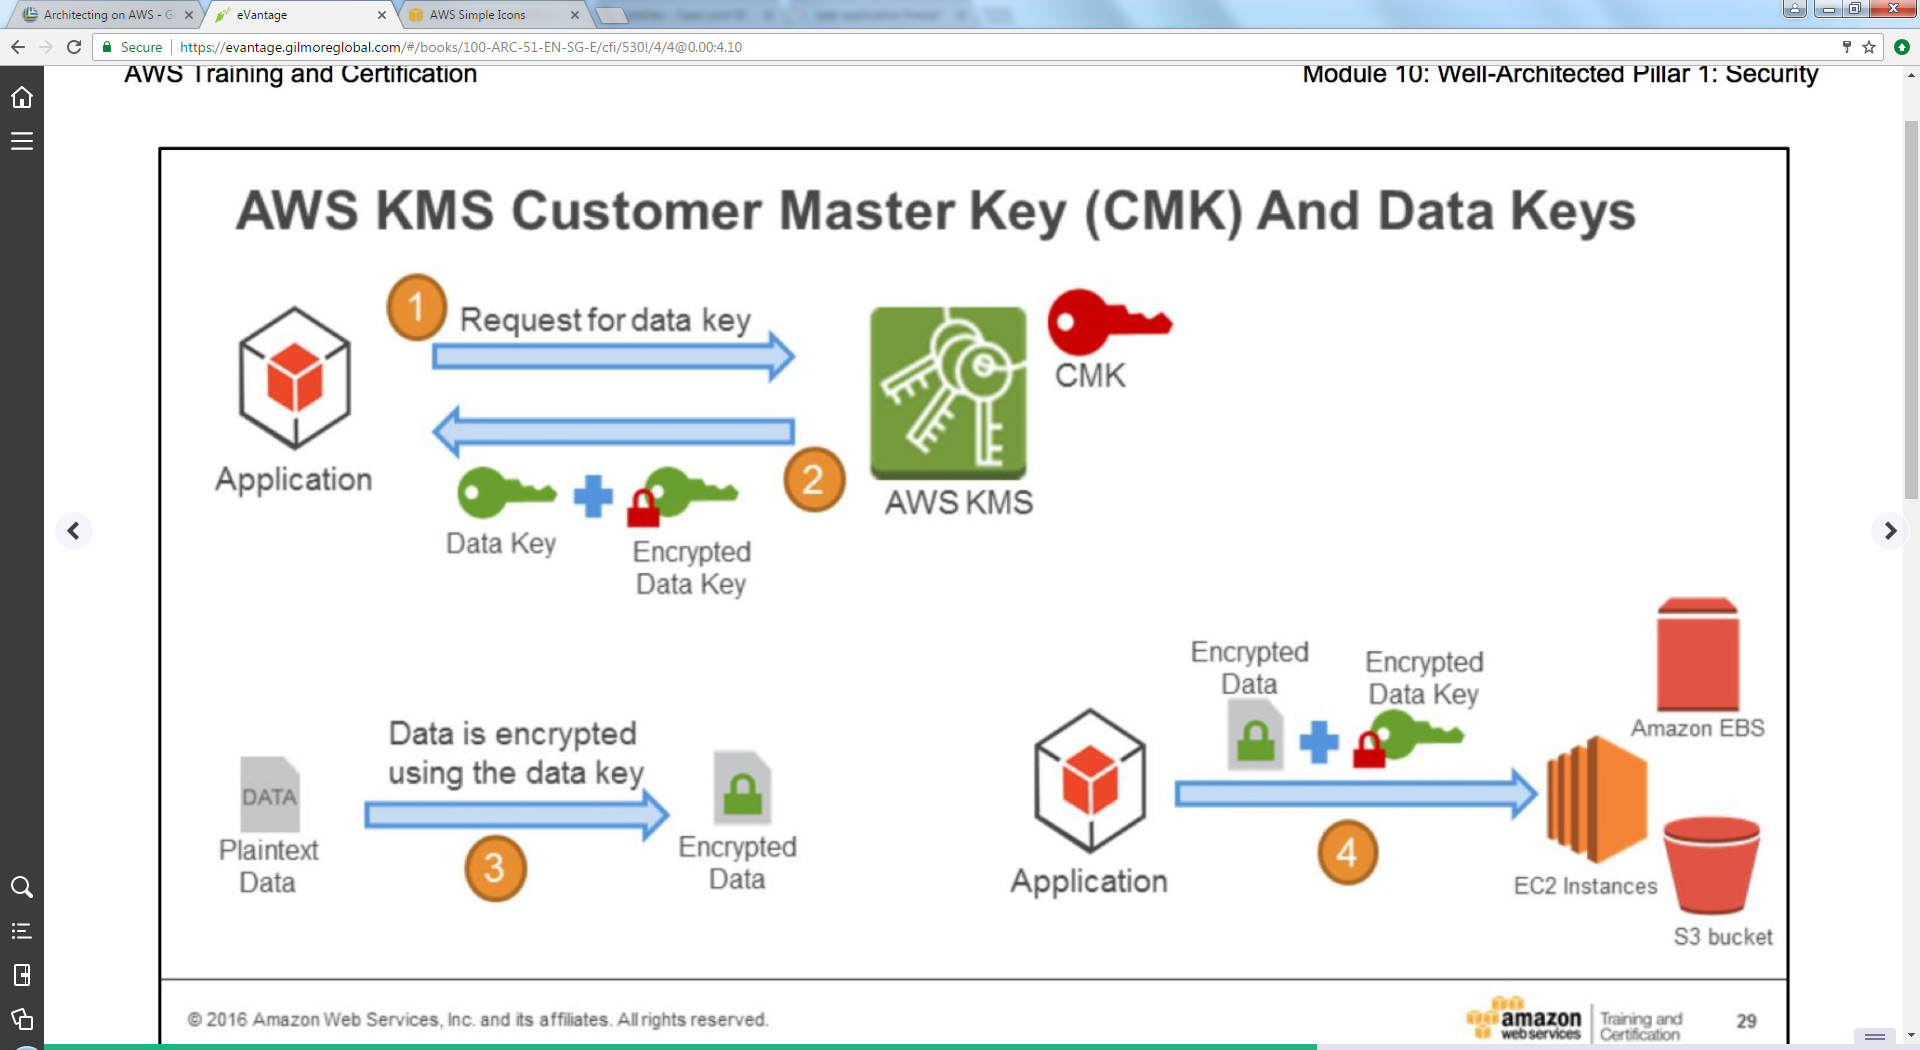 Architecting on AWS - G
eVantage
AWS Simple Icons
Secure
https://evantage.gilmoreglobal.com/#/books/100-ARC-51-EN-SG-E/cfi/530!/4/4@0.00:4.10
AWS Training and Certification
Module 10: Well-Architected Pillar 1: Security
AWS KMS Customer Master Key (CMK) And Data Keys
1
Request for data key
CMK
Application
2
AWS KMS
Data Key
Encrypted
Data Key
Data is encrypted
using the data key
DATA
Plaintext
Data
3
Encrypted
Data
Encrypted
Data
Encrypted
Data Key
Application
4
Amazon EBS
EC2 Instances
S3 bucket
© 2016 Amazon Web Services, Inc. and its affiliates. All rights reserved.
amazon
web services
Training and
Certification
29